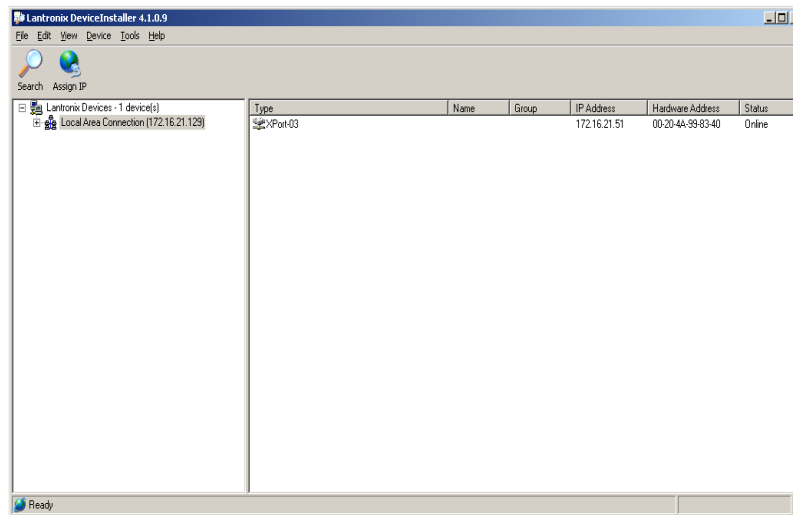 Lantronix DeviceInstaller 4.1.0.9
File Edit View Device Tools Help
Search Assign IP
Lantronix Devices - 1 device(s)
Local Area Connection (172.16.21.129)
Type Name Group IP Address Hardware Address Status
XPort-03 172.16.21.51 00-20-4A-99-83-40 Online
Ready